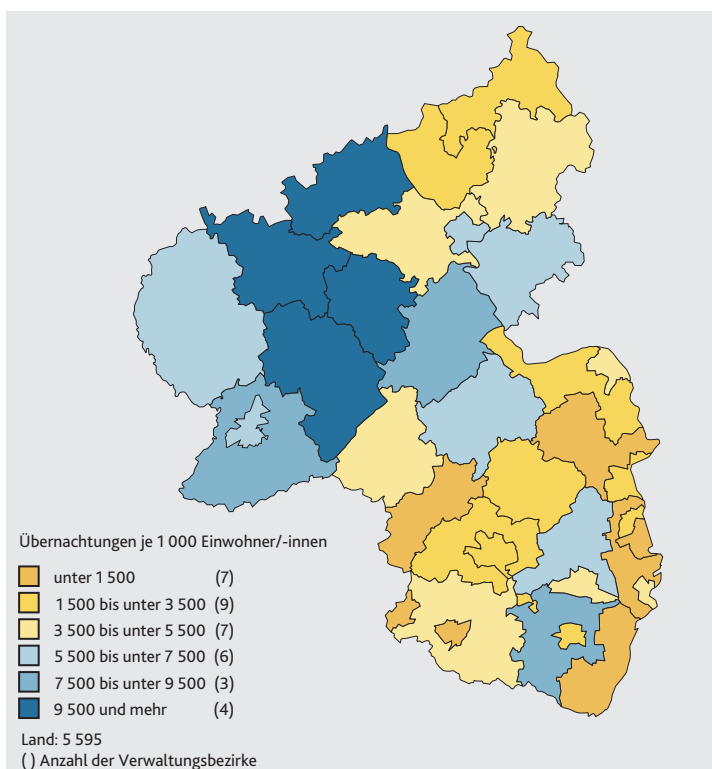 Übernachtungen je 1 000 Einwohner/-innen
unter 1 500 (7)
1 500 bis unter 3 500 (9)
3 500 bis unter 5 500 (7)
5 500 bis unter 7 500 (6)
7 500 bis unter 9 500 (3)
9 500 und mehr (4)
Land: 5 595
( ) Anzahl der Verwaltungsbezirke